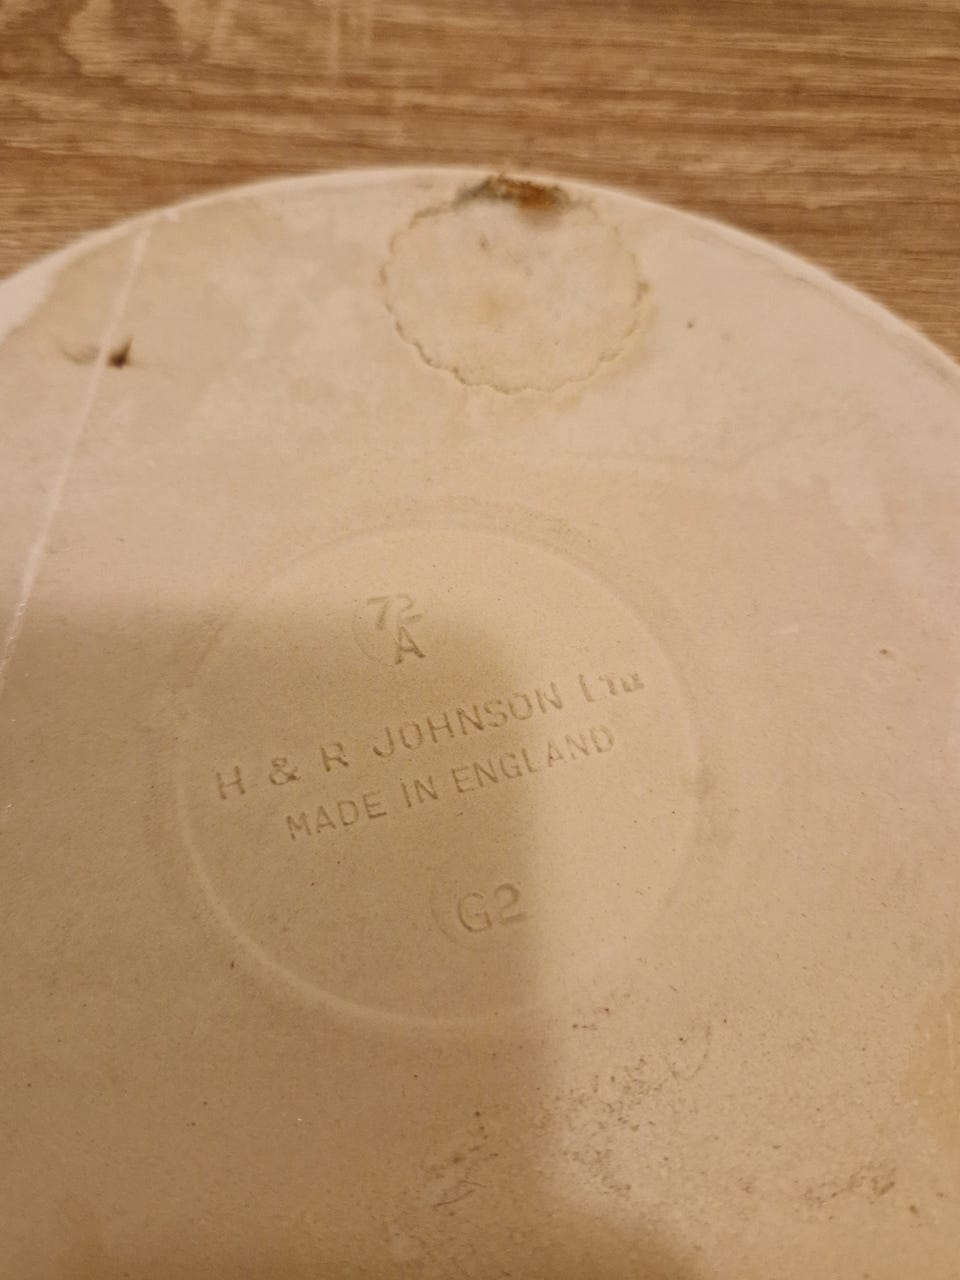 72
A
H & R JOHNSON LTD
MADE IN ENGLAND
G2